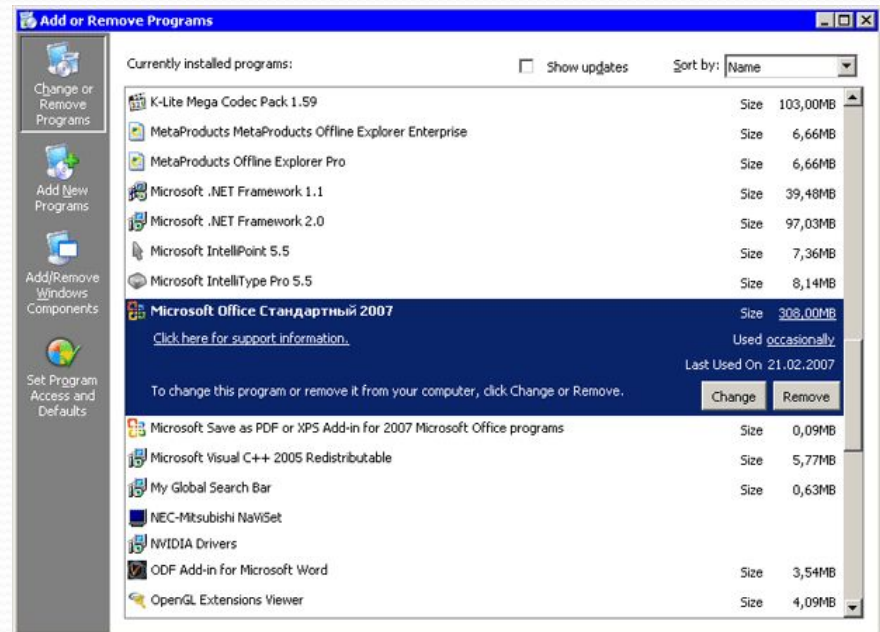 Add or Remove Programs
Change or
Remove
Programs
Add New
Programs
Add/Remove
Windows
Components
Set Program
Access and
Defaults
Currently installed programs: Show updates Sort by: Name
K-Lite Mega Codec Pack 1.59 Size 103,00MB
MetaProducts MetaProducts Offline Explorer Enterprise Size 6,66MB
MetaProducts Offline Explorer Pro Size 6,66MB
Microsoft .NET Framework 1.1 Size 39,48MB
Microsoft .NET Framework 2.0 Size 97,03MB
Microsoft IntelliPoint 5.5 Size 7,36MB
Microsoft IntelliType Pro 5.5 Size 8,14MB
Microsoft Office Стандартный 2007 Size 308,00MB
Click here for support information. Used occasionally
Last Used On 21.02.2007
To change this program or remove it from your computer, click Change or Remove. Change Remove
Microsoft Save as PDF or XPS Add-in for 2007 Microsoft Office programs Size 0,09MB
Microsoft Visual C++ 2005 Redistributable Size 5,77MB
My Global Search Bar Size 0,63MB
NEC-Mitsubishi NaViSet
NVIDIA Drivers
ODF Add-in for Microsoft Word Size 3,54MB
OpenGL Extensions Viewer Size 4,09MB